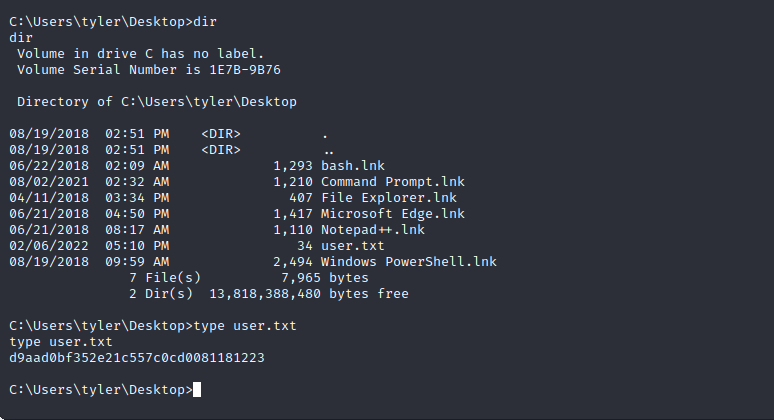 C:\Users\tyler\Desktop>dir
dir
 Volume in drive C has no label.
 Volume Serial Number is 1E7B-9B76
 Directory of C:\Users\tyler\Desktop
08/19/2018  02:51 PM    <DIR>          .
08/19/2018  02:51 PM    <DIR>          ..
06/22/2018  02:09 AM             1,293 bash.lnk
08/02/2021  02:32 AM             1,210 Command Prompt.lnk
04/11/2018  03:34 PM               407 File Explorer.lnk
06/21/2018  04:50 PM             1,417 Microsoft Edge.lnk
06/21/2018  08:17 AM             1,110 Notepad++.lnk
02/06/2022  05:10 PM                34 user.txt
08/19/2018  09:59 AM             2,494 Windows PowerShell.lnk
               7 File(s)          7,965 bytes
               2 Dir(s)  13,818,388,480 bytes free
C:\Users\tyler\Desktop>type user.txt
type user.txt
d9aad0bf352e21c557c0cd0081181223
C:\Users\tyler\Desktop>